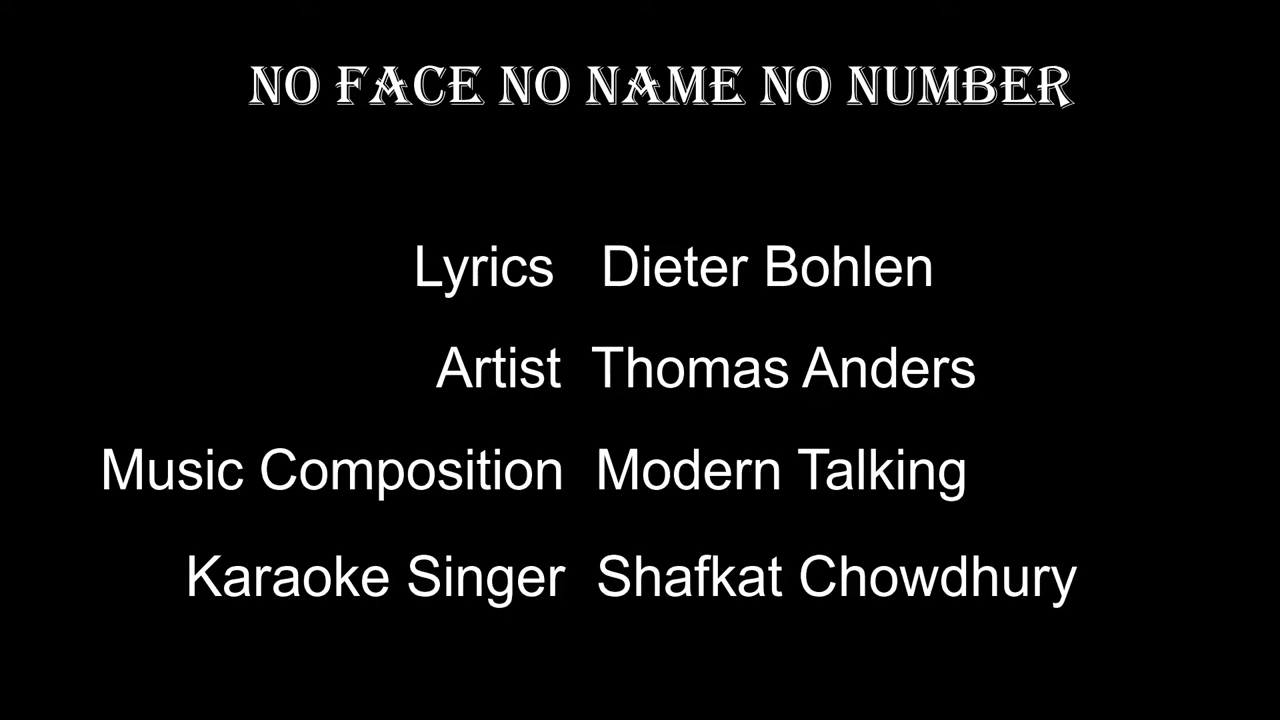 NO FACE NO NAME NO NUMBER
Lyrics Dieter Bohlen
Artist Thomas Anders
Music Composition Modern Talking
Karaoke Singer Shafkat Chowdhury